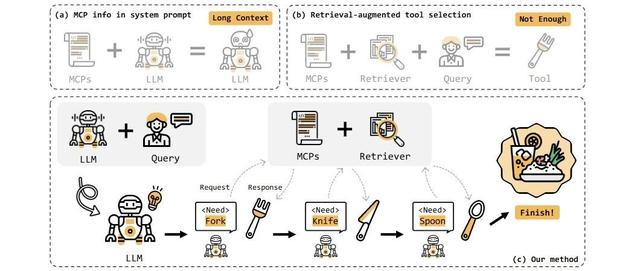 (a) MCP info in system prompt
Long Context
MCPs
LLM
LLM
(b) Retrieval-augmented tool selection
Not Enough
MCPs
Retriever
Query
Tool
LLM
Query
MCPs
Retriever
Request
Response
<Need>
Fork
<Need>
Knife
<Need>
Spoon
Finish!
LLM
(c) Our method